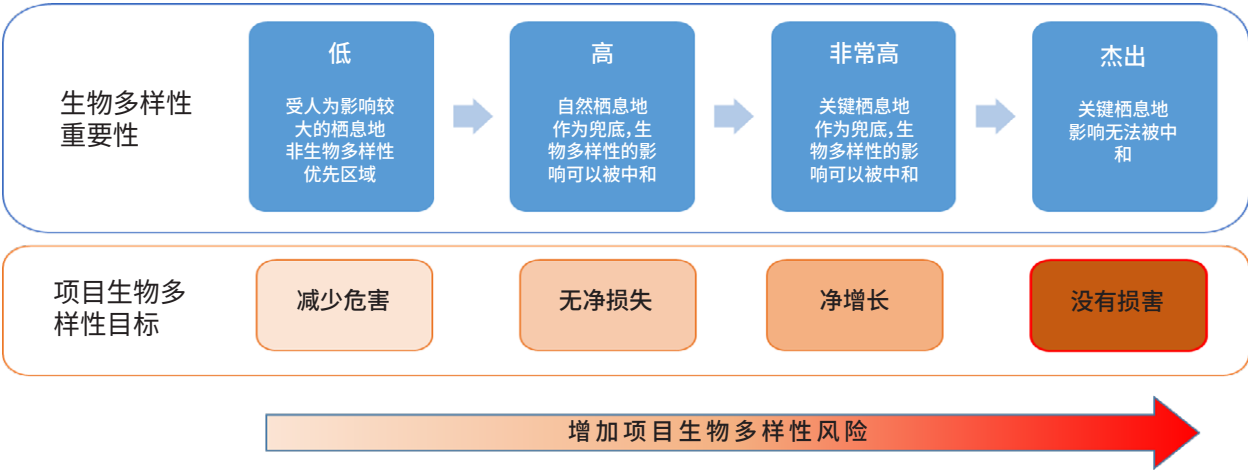 生物多样性
重要性
低
受人为影响较
大的栖息地
非生物多样性
优先区域
高
自然栖息地
作为兜底,生
物多样性的影
响可以被中和
非常高
关键栖息地
作为兜底,生
物多样性的影
响可以被中和
杰出
关键栖息地
影响无法被中
和
项目生物多
样性目标
减少危害
无净损失
净增长
没有损害
增加项目生物多样性风险